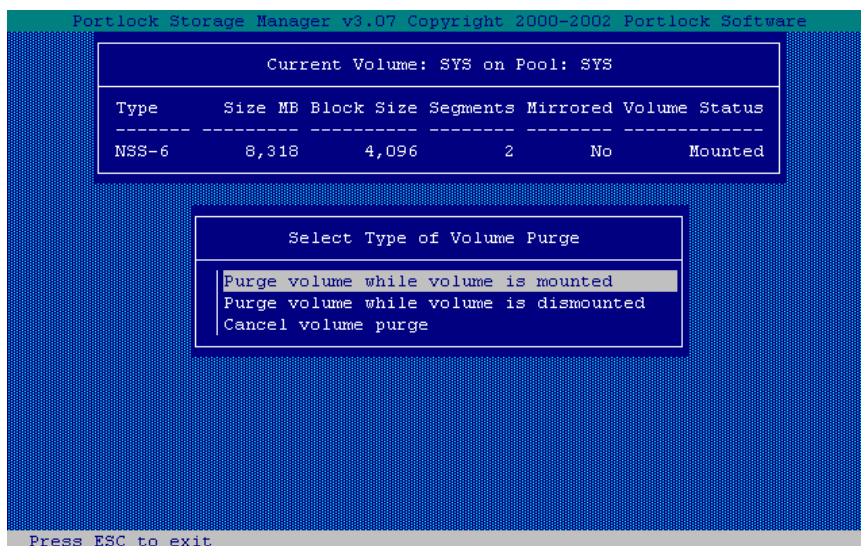 Portlock Storage Manager v3.07 Copyright 2000-2002 Portlock Software
Current Volume: SYS on Pool: SYS
Type Size MB Block Size Segments Mirrored Volume Status
------- --------- ---------- -------- -------- -------------
NSS-6 8,318 4,096 2 No Mounted
Select Type of Volume Purge
Purge volume while volume is mounted
Purge volume while volume is dismounted
Cancel volume purge
Press ESC to exit